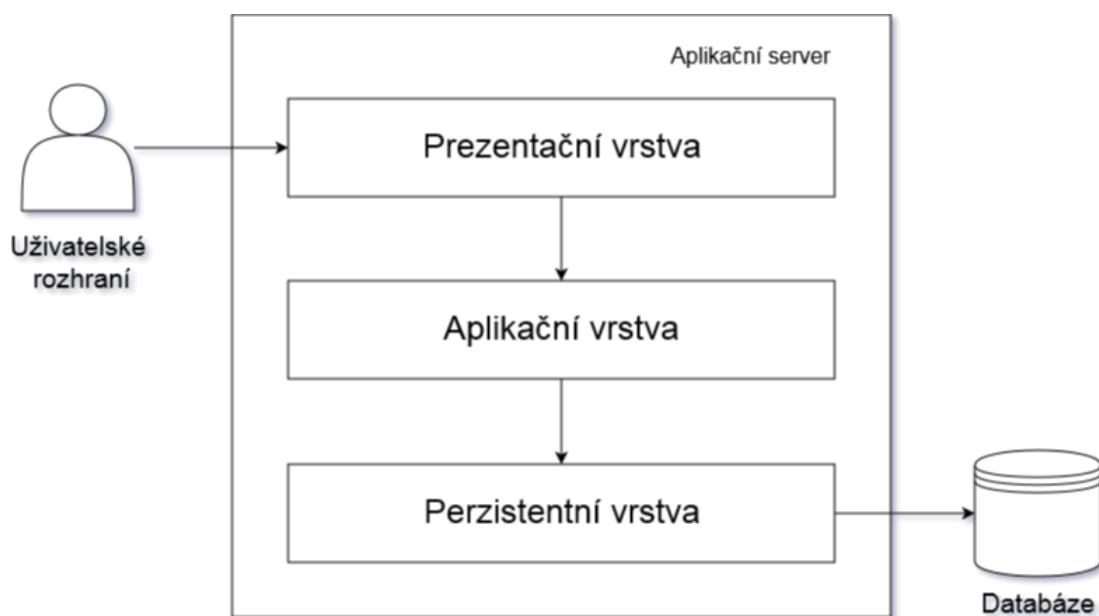 Aplikační server
Prezentační vrstva
Uživatelské
rozhraní
Aplikační vrstva
Perzistentní vrstva
Databáze